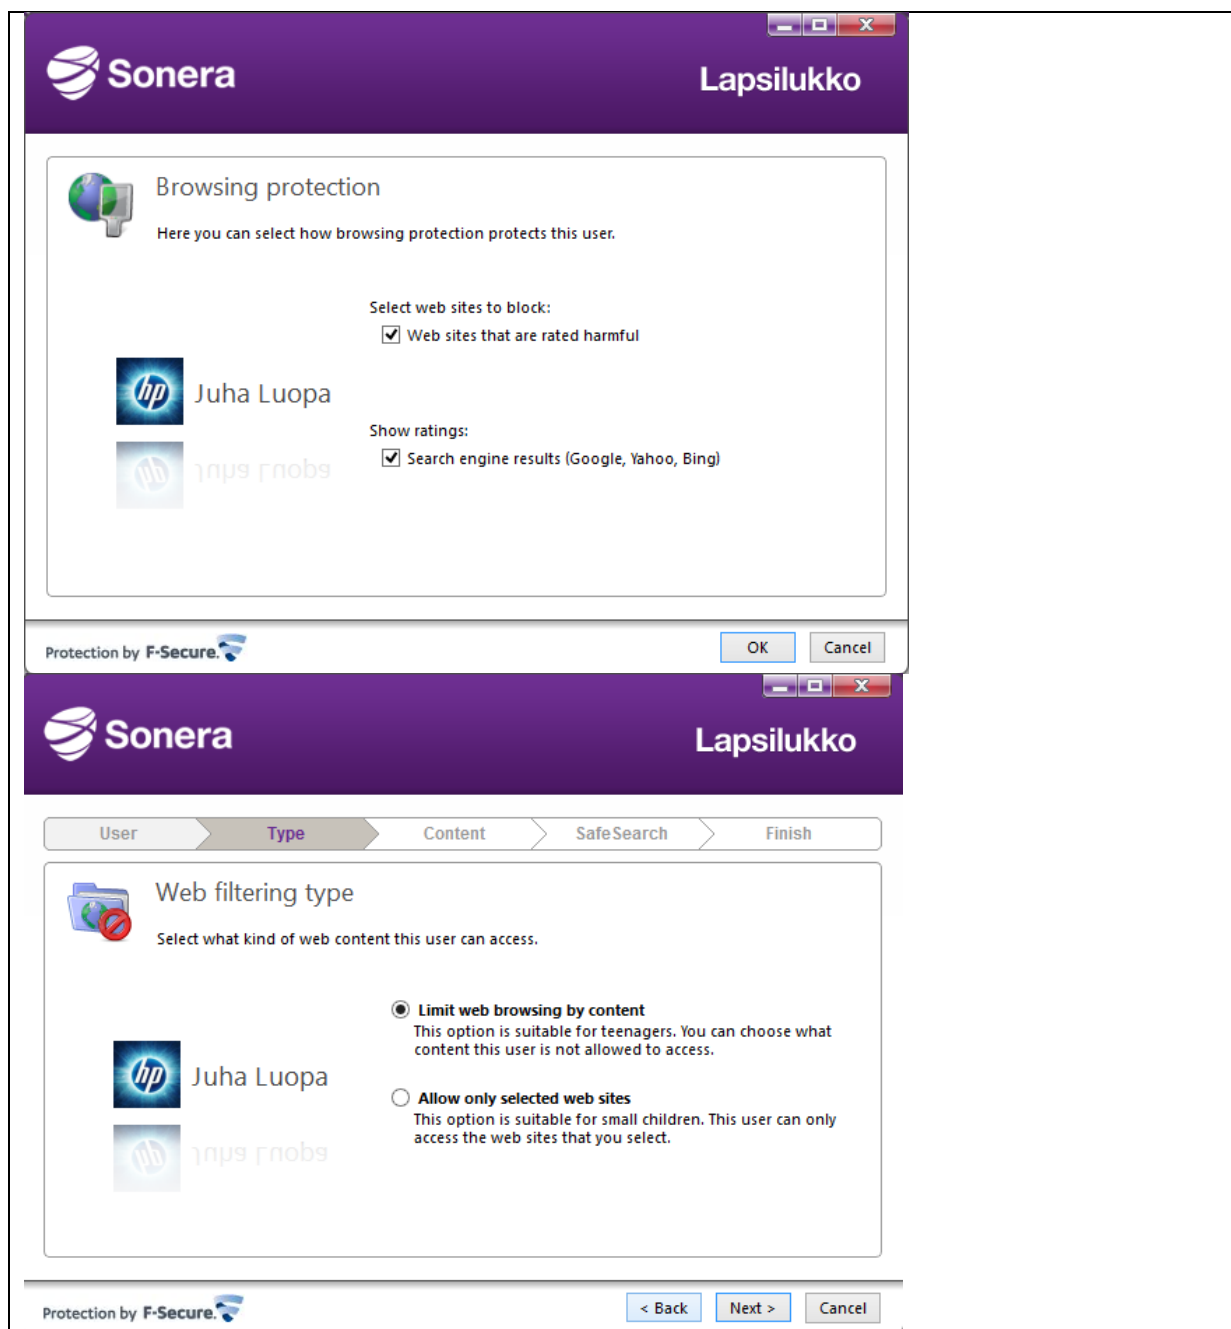 Sonera
Lapsilukko
Browsing protection
Here you can select how browsing protection protects this user.
Select web sites to block:
Web sites that are rated harmful
hp
Juha Luopa
Show ratings:
Search engine results (Google, Yahoo, Bing)
Juha Luopa
Protection by F-Secure.
OK
Cancel
Sonera
Lapsilukko
User
Type
Content
SafeSearch
Finish
Web filtering type
Select what kind of web content this user can access.
Limit web browsing by content
This option is suitable for teenagers. You can choose what
content this user is not allowed to access.
hp
Juha Luopa
Allow only selected web sites
This option is suitable for small children. This user can only
access the web sites that you select.
Juha Luopa
Protection by F-Secure.
< Back
Next >
Cancel